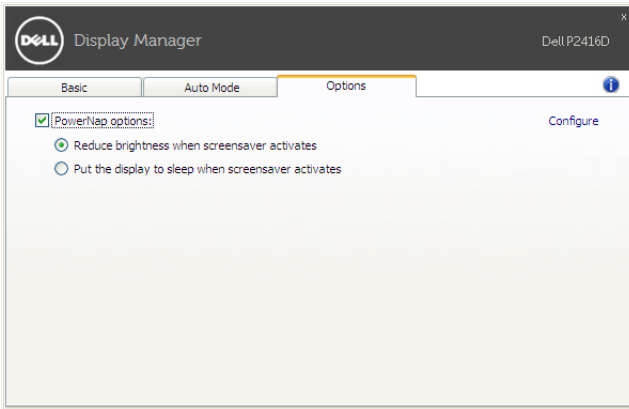 DELL Display Manager
Dell P2416D
x
Basic Auto Mode Options
PowerNap options: Configure
Reduce brightness when screensaver activates
Put the display to sleep when screensaver activates